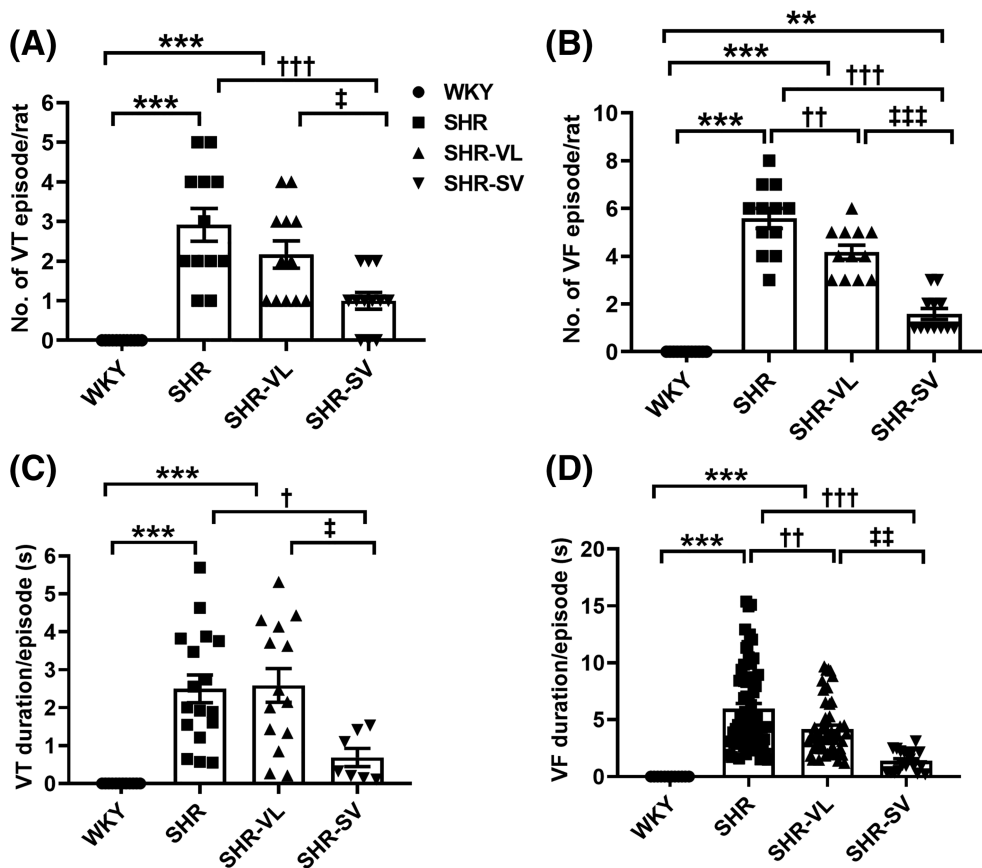 (A)
***
†††
***
‡
No. of VT episode/rat
6
5
4
3
2
1
0
WKY
SHR
SHR-VL
SHR-SV
WKY
SHR
SHR-VL
SHR-SV
(B)
**
***
†††
***
††
‡‡‡
No. of VF episode/rat
10
8
6
4
2
0
WKY
SHR
SHR-VL
SHR-SV
(C)
***
†
***
‡
VT duration/episode (s)
6
5
4
3
2
1
0
WKY
SHR
SHR-VL
SHR-SV
(D)
***
†††
***
††
‡‡
VF duration/episode (s)
20
15
10
5
0
WKY
SHR
SHR-VL
SHR-SV